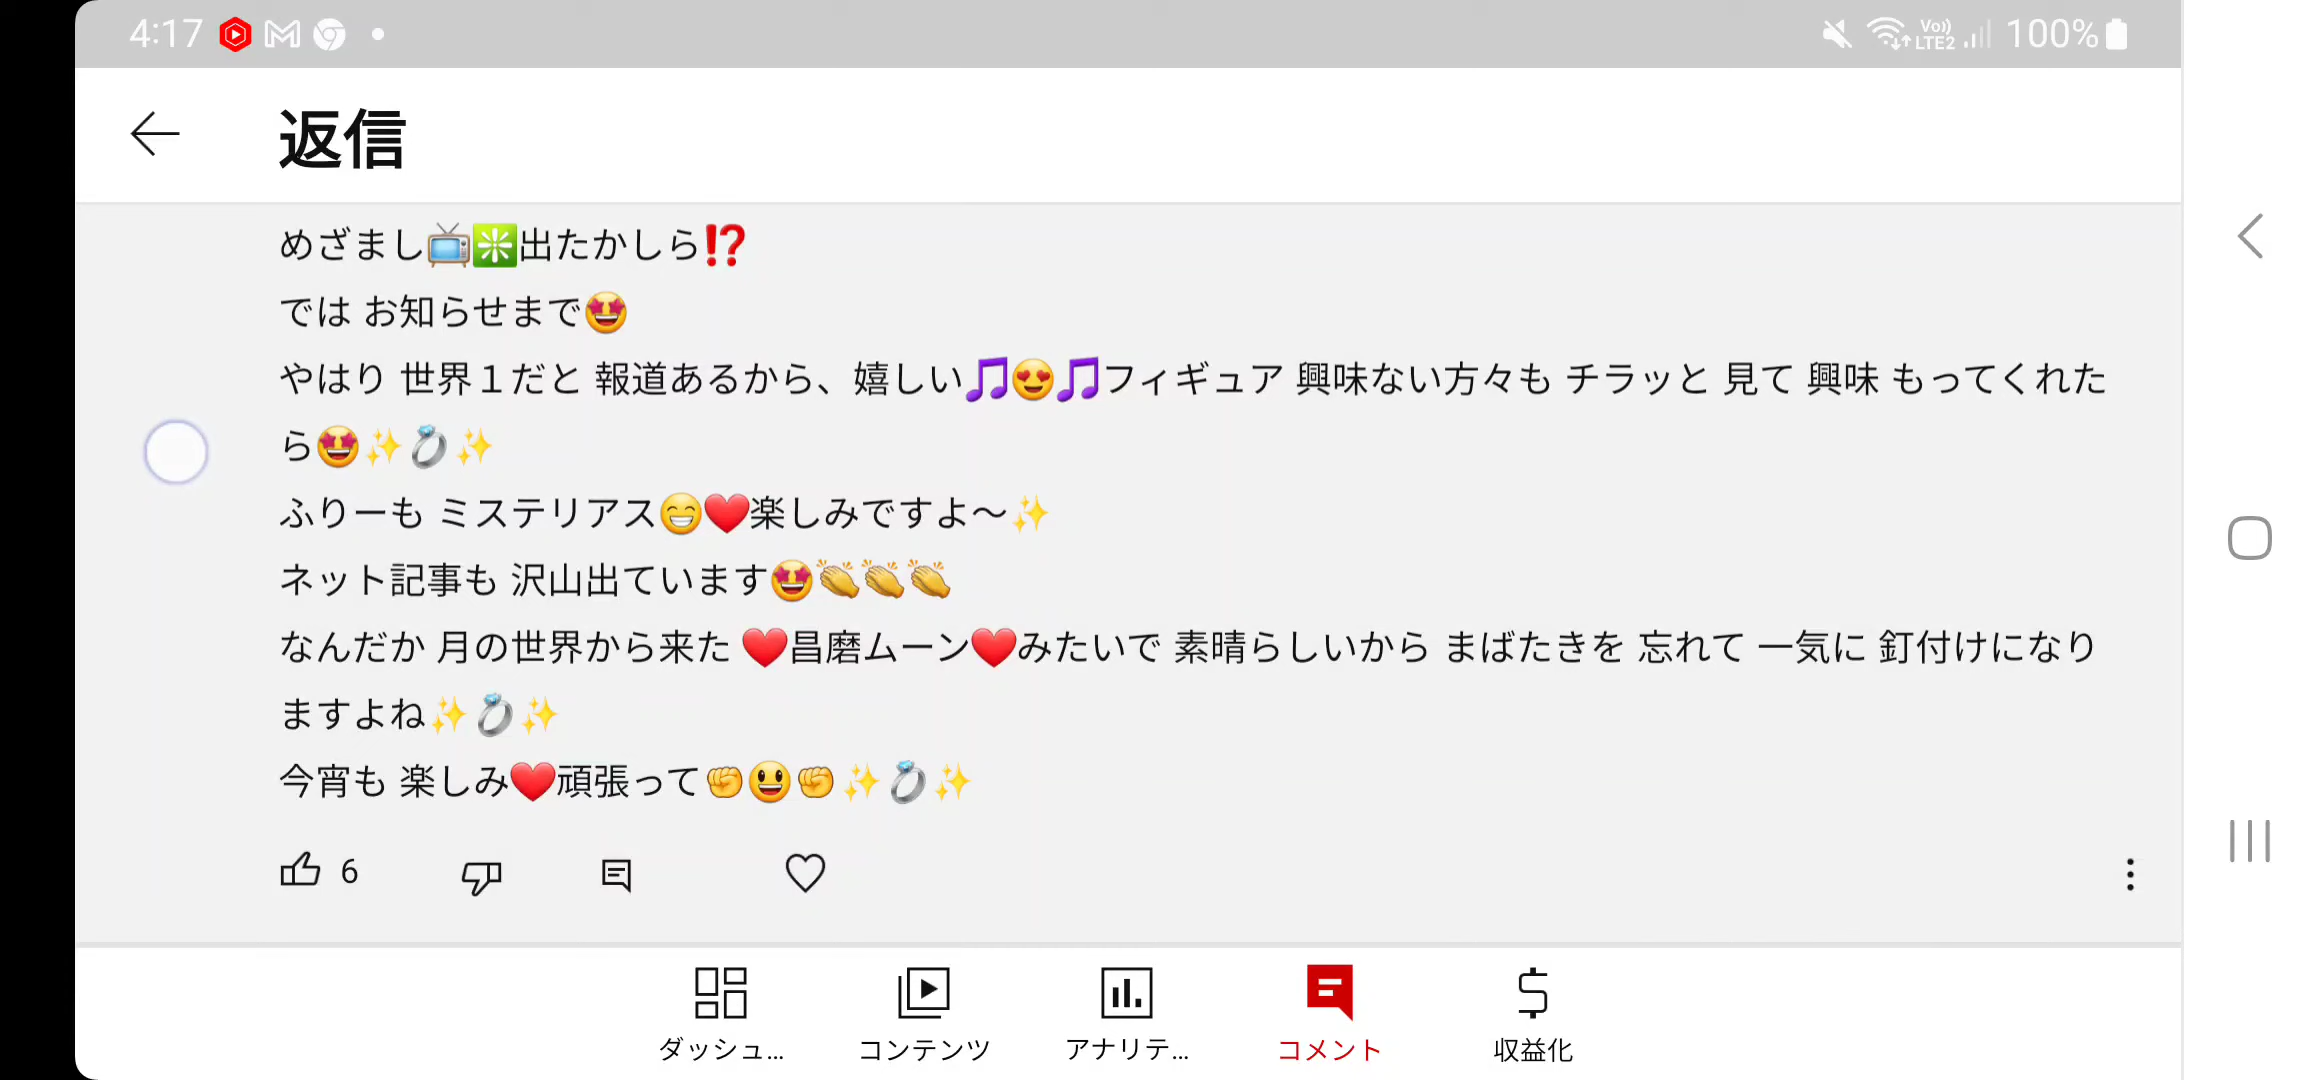 4:17
Vo)) LTE2 100%
返信
めざまし📺❇️出たかしら⁉️
では お知らせまで🤩
やはり 世界１だと 報道あるから、嬉しい🎵😍🎵フィギュア 興味ない方々も チラッと 見て 興味 もってくれた
ら🤩✨💍✨
ふりーも ミステリアス😁❤️楽しみですよ〜✨
ネット記事も 沢山出ています🤩👏👏👏
なんだか 月の世界から来た ❤️昌磨ムーン❤️みたいで 素晴らしいから まばたきを 忘れて 一気に 釘付けになり
ますよね✨💍✨
今宵も 楽しみ❤️頑張って✊😃✊✨💍✨
6
ダッシュ... コンテンツ アナリテ... コメント 収益化